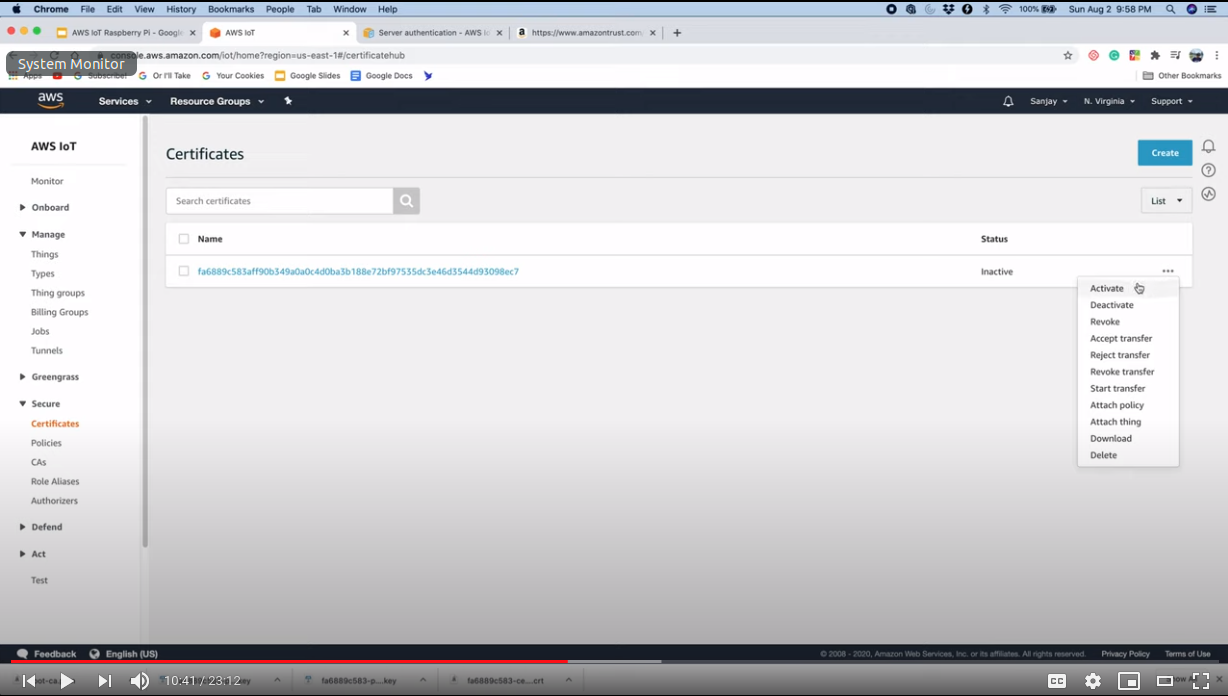 Chrome File Edit View History Bookmarks People Tab Window Help 100% Sun Aug 2 9:58 PM
AWS IoT Raspberry Pi - Google AWS IoT Server authentication - AWS Io https://www.amazontrust.com
console.aws.amazon.com/iot/home?region=us-east-1#/certificatehub
System Monitor
Apps Subscribe! Or I'll Take Your Cookies Google Slides Google Docs Other Bookmarks
aws Services Resource Groups Sanjay N. Virginia Support
AWS IoT
Monitor
Onboard
Manage
Things
Types
Thing groups
Billing Groups
Jobs
Tunnels
Greengrass
Secure
Certificates
Policies
CAs
Role Aliases
Authorizers
Defend
Act
Test
Certificates
Create
Search certificates
List
Name Status
fa6889c583aff90b349a0a0c4d0ba3b188e72bf97535dc3e46d3544d93098ec7 Inactive
Activate
Deactivate
Revoke
Accept transfer
Reject transfer
Revoke transfer
Start transfer
Attach policy
Attach thing
Download
Delete
Feedback English (US) © 2008 - 2020, Amazon Web Services, Inc. or its affiliates. All rights reserved. Privacy Policy Terms of Use
fa6889c583-p....key fa6889c583-ce....crt
10:41 / 23:12 CC